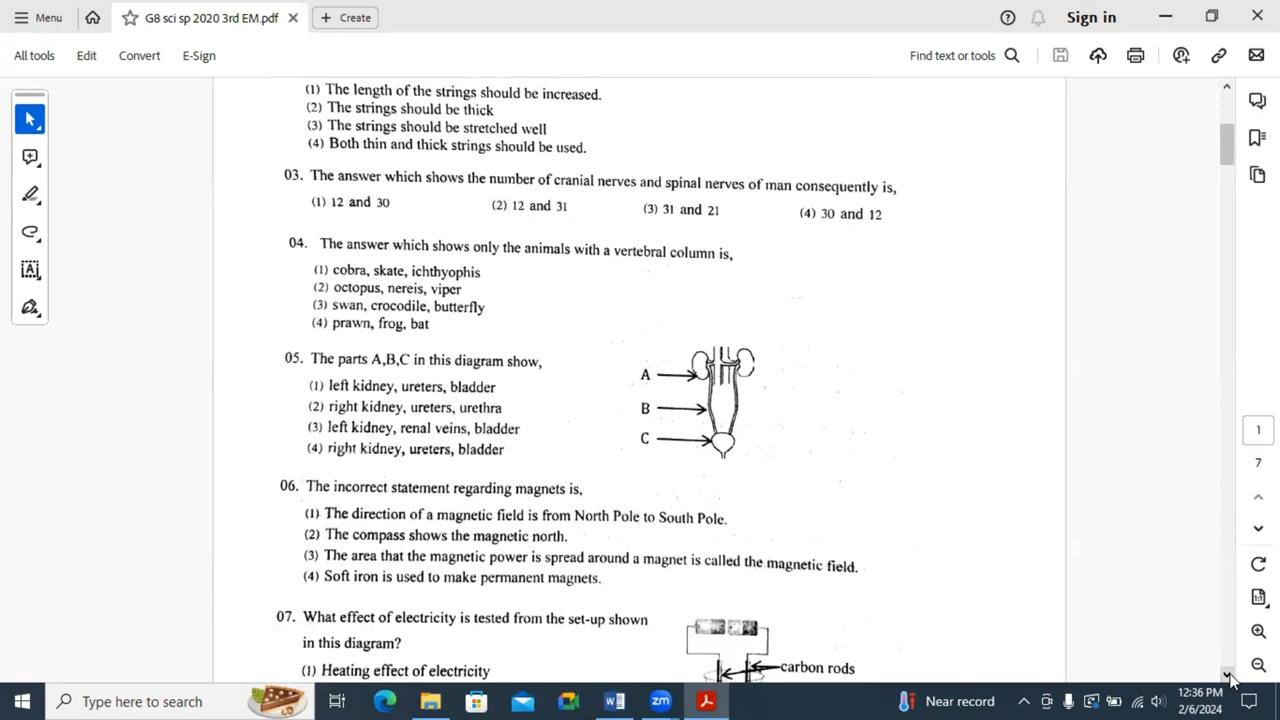 Menu
G8 sci sp 2020 3rd EM.pdf
Create
Sign in
All tools
Edit
Convert
E-Sign
Find text or tools
(1) The length of the strings should be increased.
(2) The strings should be thick
(3) The strings should be stretched well
(4) Both thin and thick strings should be used.
03. The answer which shows the number of cranial nerves and spinal nerves of man consequently is,
(1) 12 and 30 (2) 12 and 31 (3) 31 and 21 (4) 30 and 12
04. The answer which shows only the animals with a vertebral column is,
(1) cobra, skate, ichthyophis
(2) octopus, nereis, viper
(3) swan, crocodile, butterfly
(4) prawn, frog, bat
05. The parts A,B,C in this diagram show,
(1) left kidney, ureters, bladder
(2) right kidney, ureters, urethra
(3) left kidney, renal veins, bladder
(4) right kidney, ureters, bladder
A
B
C
06. The incorrect statement regarding magnets is,
(1) The direction of a magnetic field is from North Pole to South Pole.
(2) The compass shows the magnetic north.
(3) The area that the magnetic power is spread around a magnet is called the magnetic field.
(4) Soft iron is used to make permanent magnets.
07. What effect of electricity is tested from the set-up shown
in this diagram?
(1) Heating effect of electricity
carbon rods
1
7
Type here to search
Near record
12:36 PM
2/6/2024